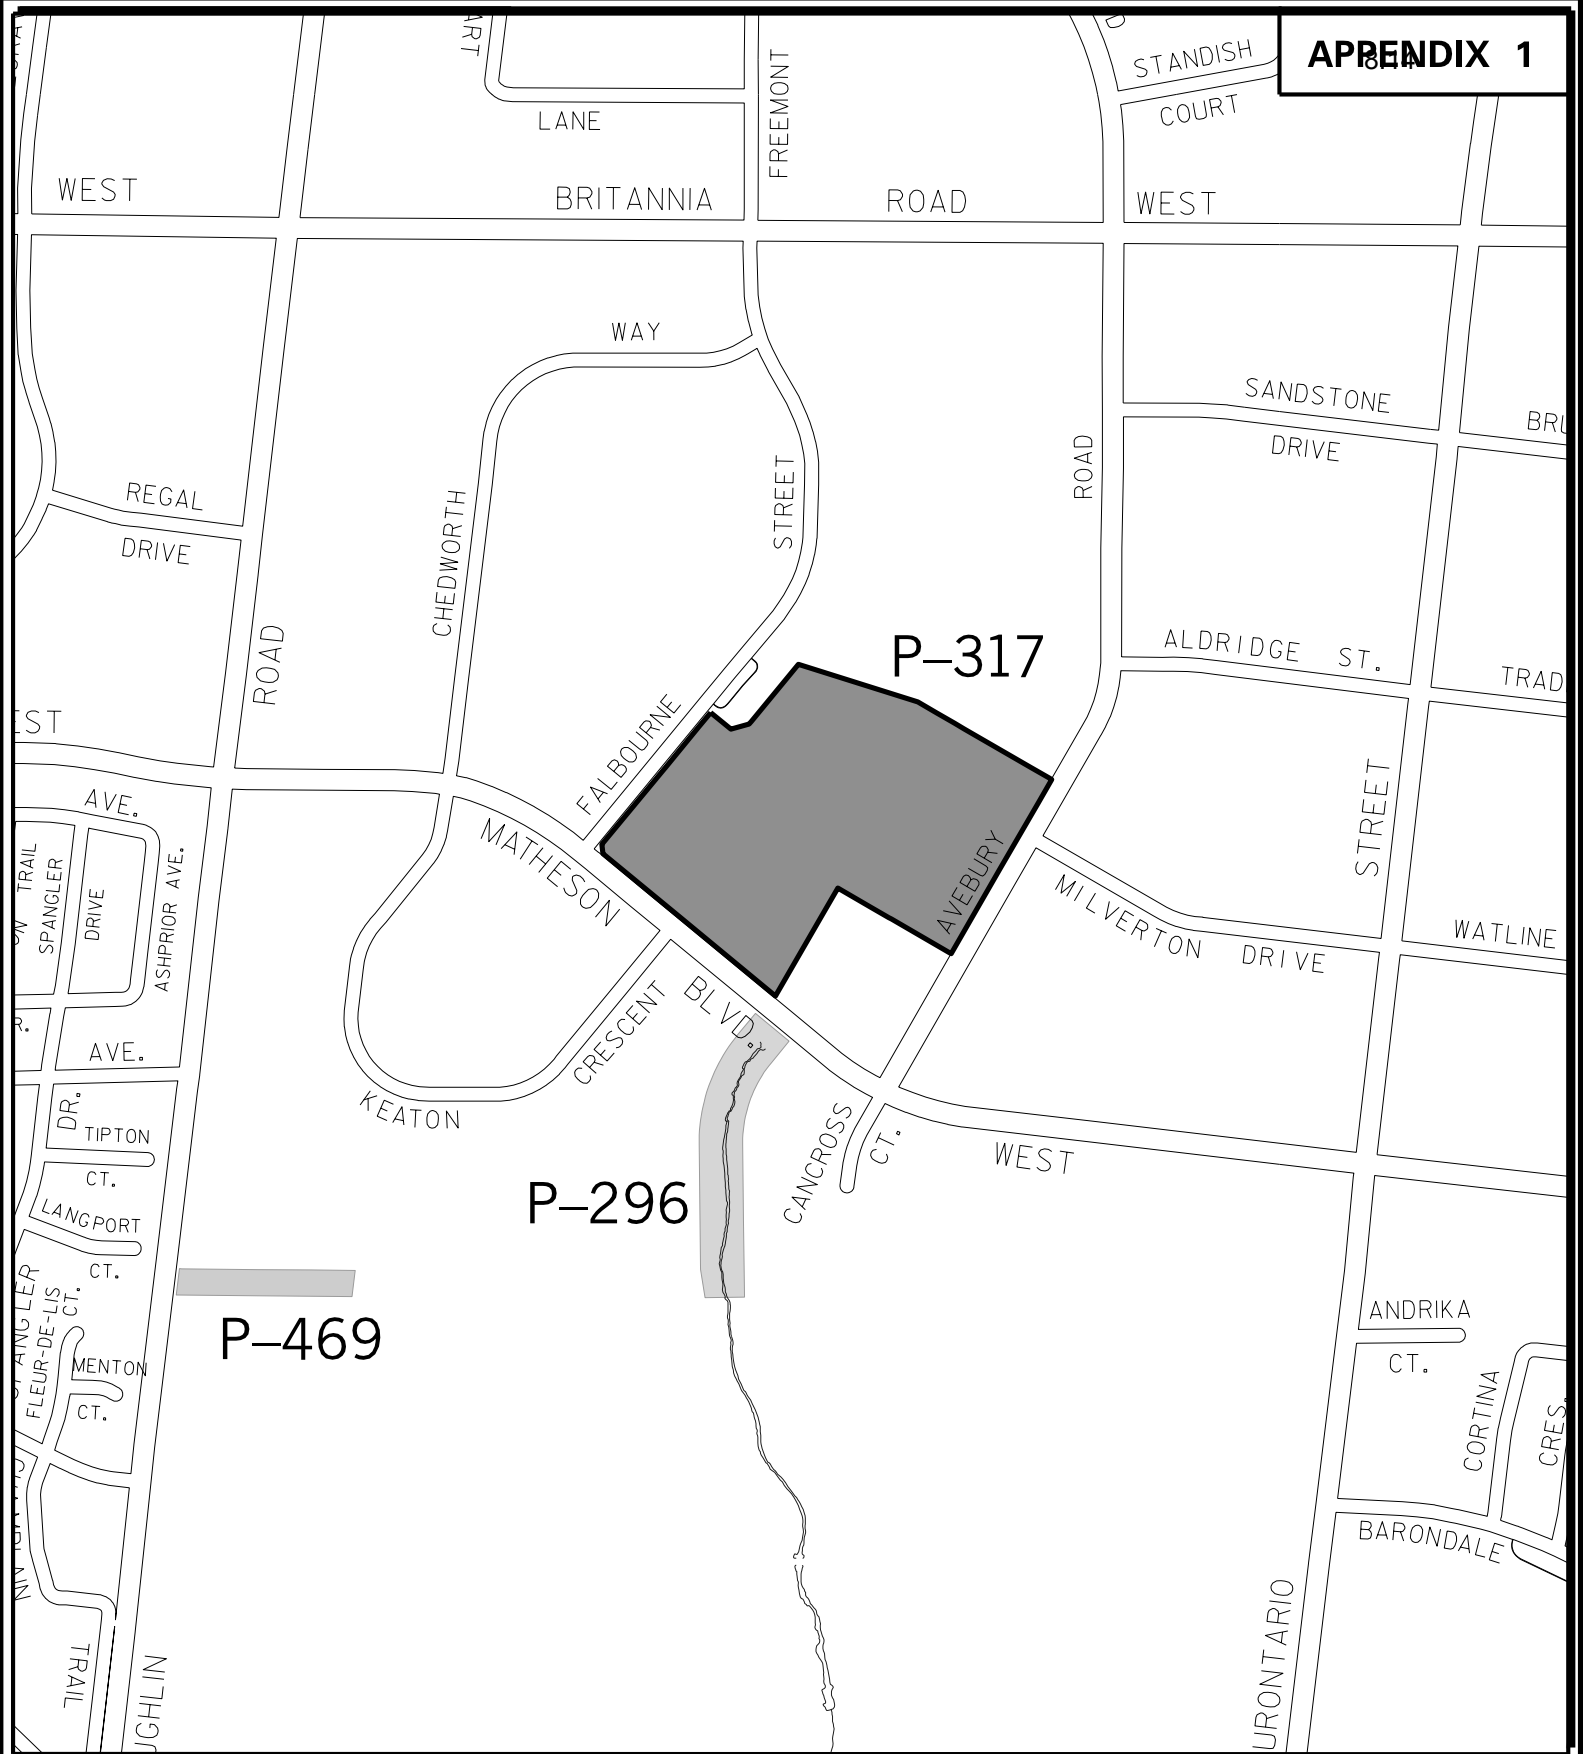 APPENDIX 1
STANDISH
COURT
LANE
FREEMONT
WEST
BRITANNIA
ROAD
WEST
WAY
SANDSTONE
DRIVE
ROAD
STREET
REGAL
DRIVE
CHEDWORTH
ROAD
P–317
ALDRIDGE ST.
FALBOURNE
STREET
AVE.
MATHESON
AVEBURY
MILVERTON DRIVE
WATLINE
TRAIL
SPANGLER
DRIVE
ASHPRIOR AVE.
BLVD.
CRESCENT
AVE.
KEATON
DR.
TIPTON
CT.
CANCROSS
CT.
WEST
LANGPORT
CT.
P–296
P–469
FLEUR-DE-LIS
CT.
MENTON
CT.
ANDRIKA
CT.
CORTINA
CRES.
BARONDALE
TRAIL
UGHLIN
URONTARIO